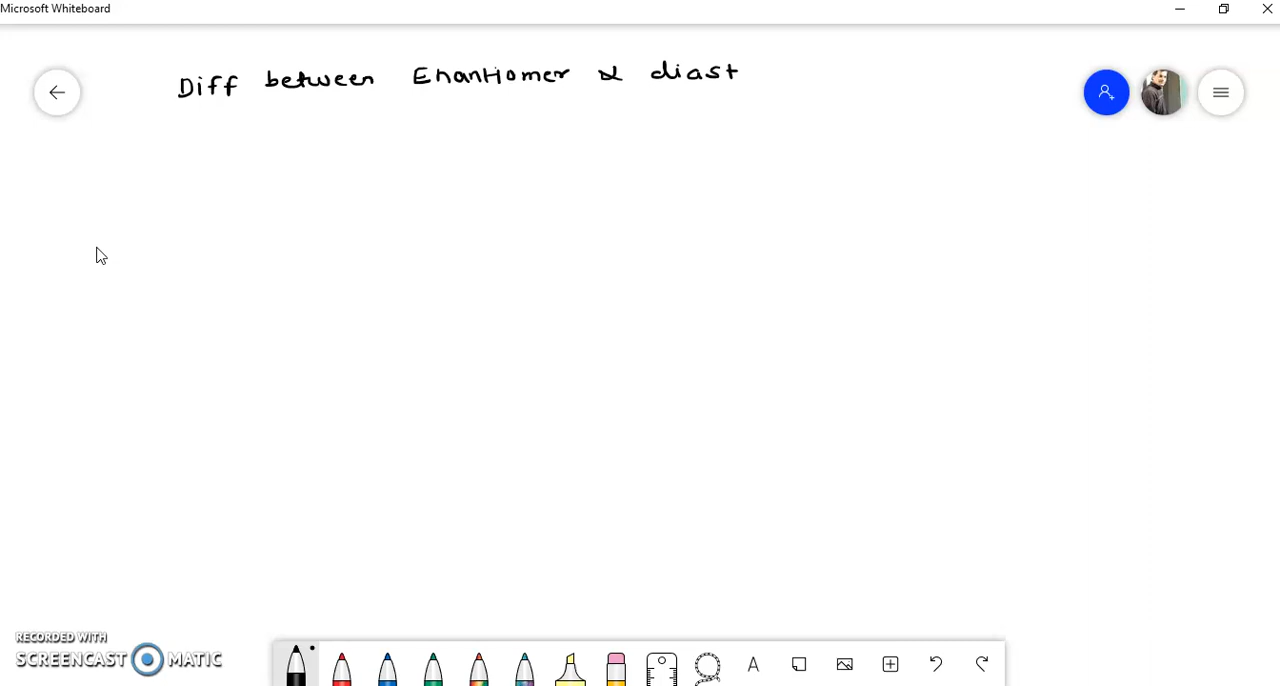 Microsoft Whiteboard
Diff between Enantiomer & diast
RECORDED WITH
SCREENCAST MATIC